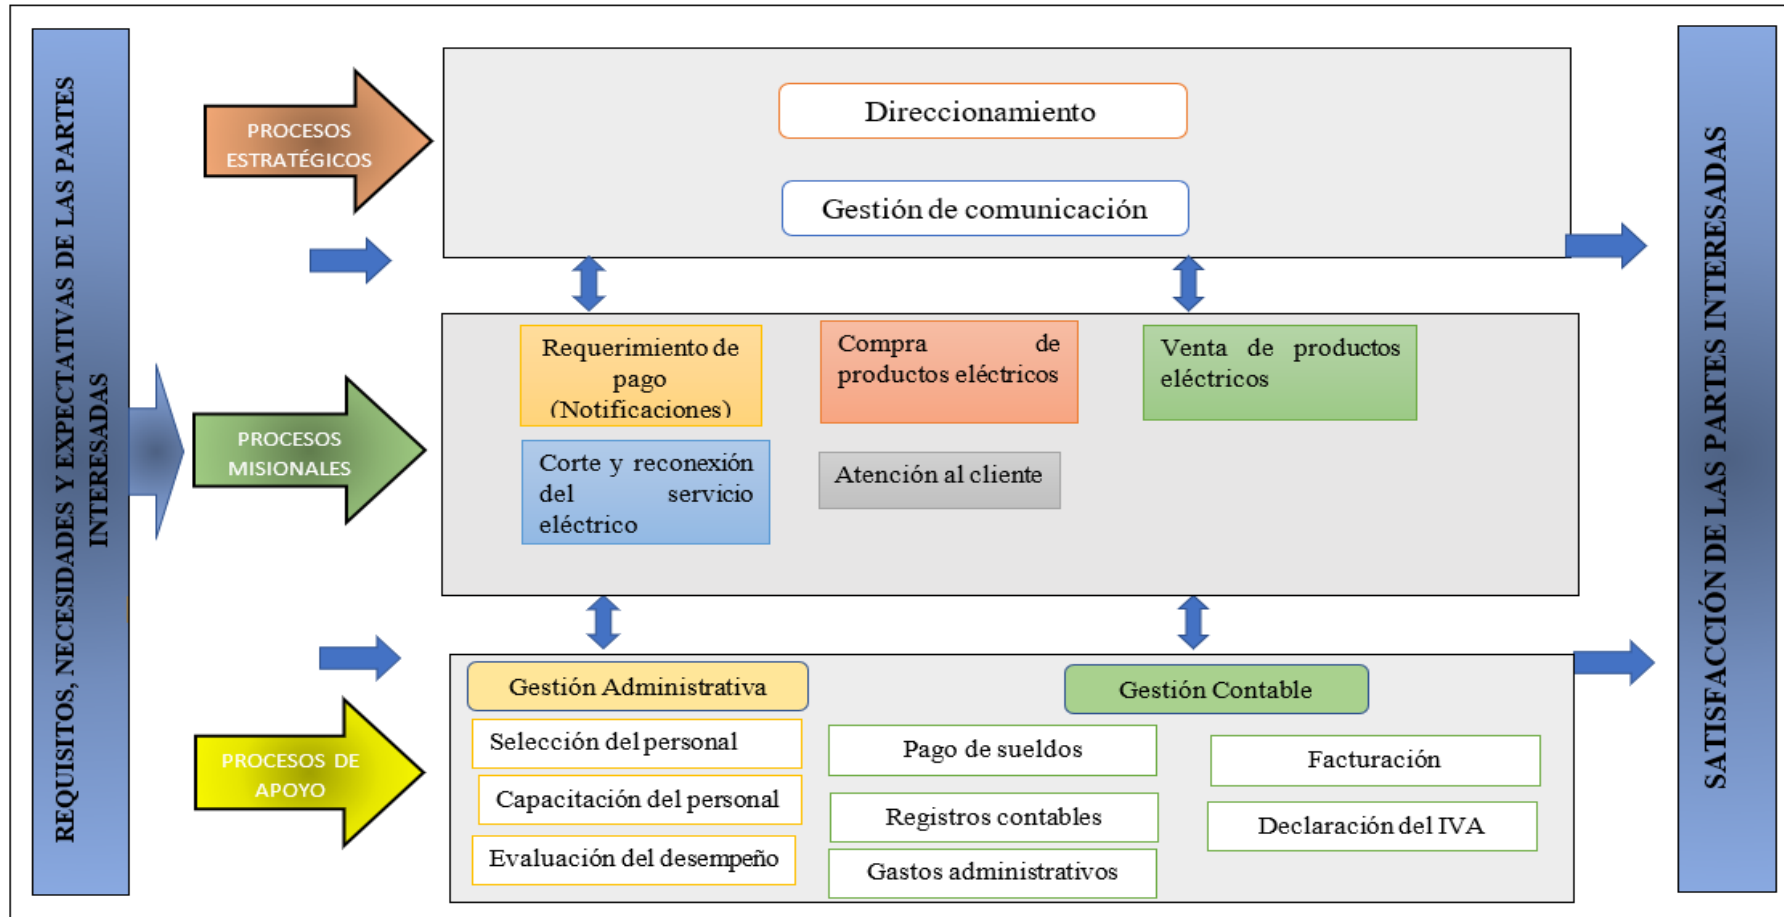 REQUISITOS, NECESIDADES Y EXPECTATIVAS DE LAS PARTES
INTERESADAS
PROCESOS
ESTRATÉGICOS
Direccionamiento
Gestión de comunicación
PROCESOS
MISIONALES
Requerimiento de
pago
(Notificaciones)
Compra de
productos eléctricos
Venta de productos
eléctricos
Corte y reconexión
del servicio
eléctrico
Atención al cliente
PROCESOS DE
APOYO
Gestión Administrativa
Selección del personal
Capacitación del personal
Evaluación del desempeño
Gestión Contable
Pago de sueldos
Registros contables
Gastos administrativos
Facturación
Declaración del IVA
SATISFACCIÓN DE LAS PARTES INTERESADAS